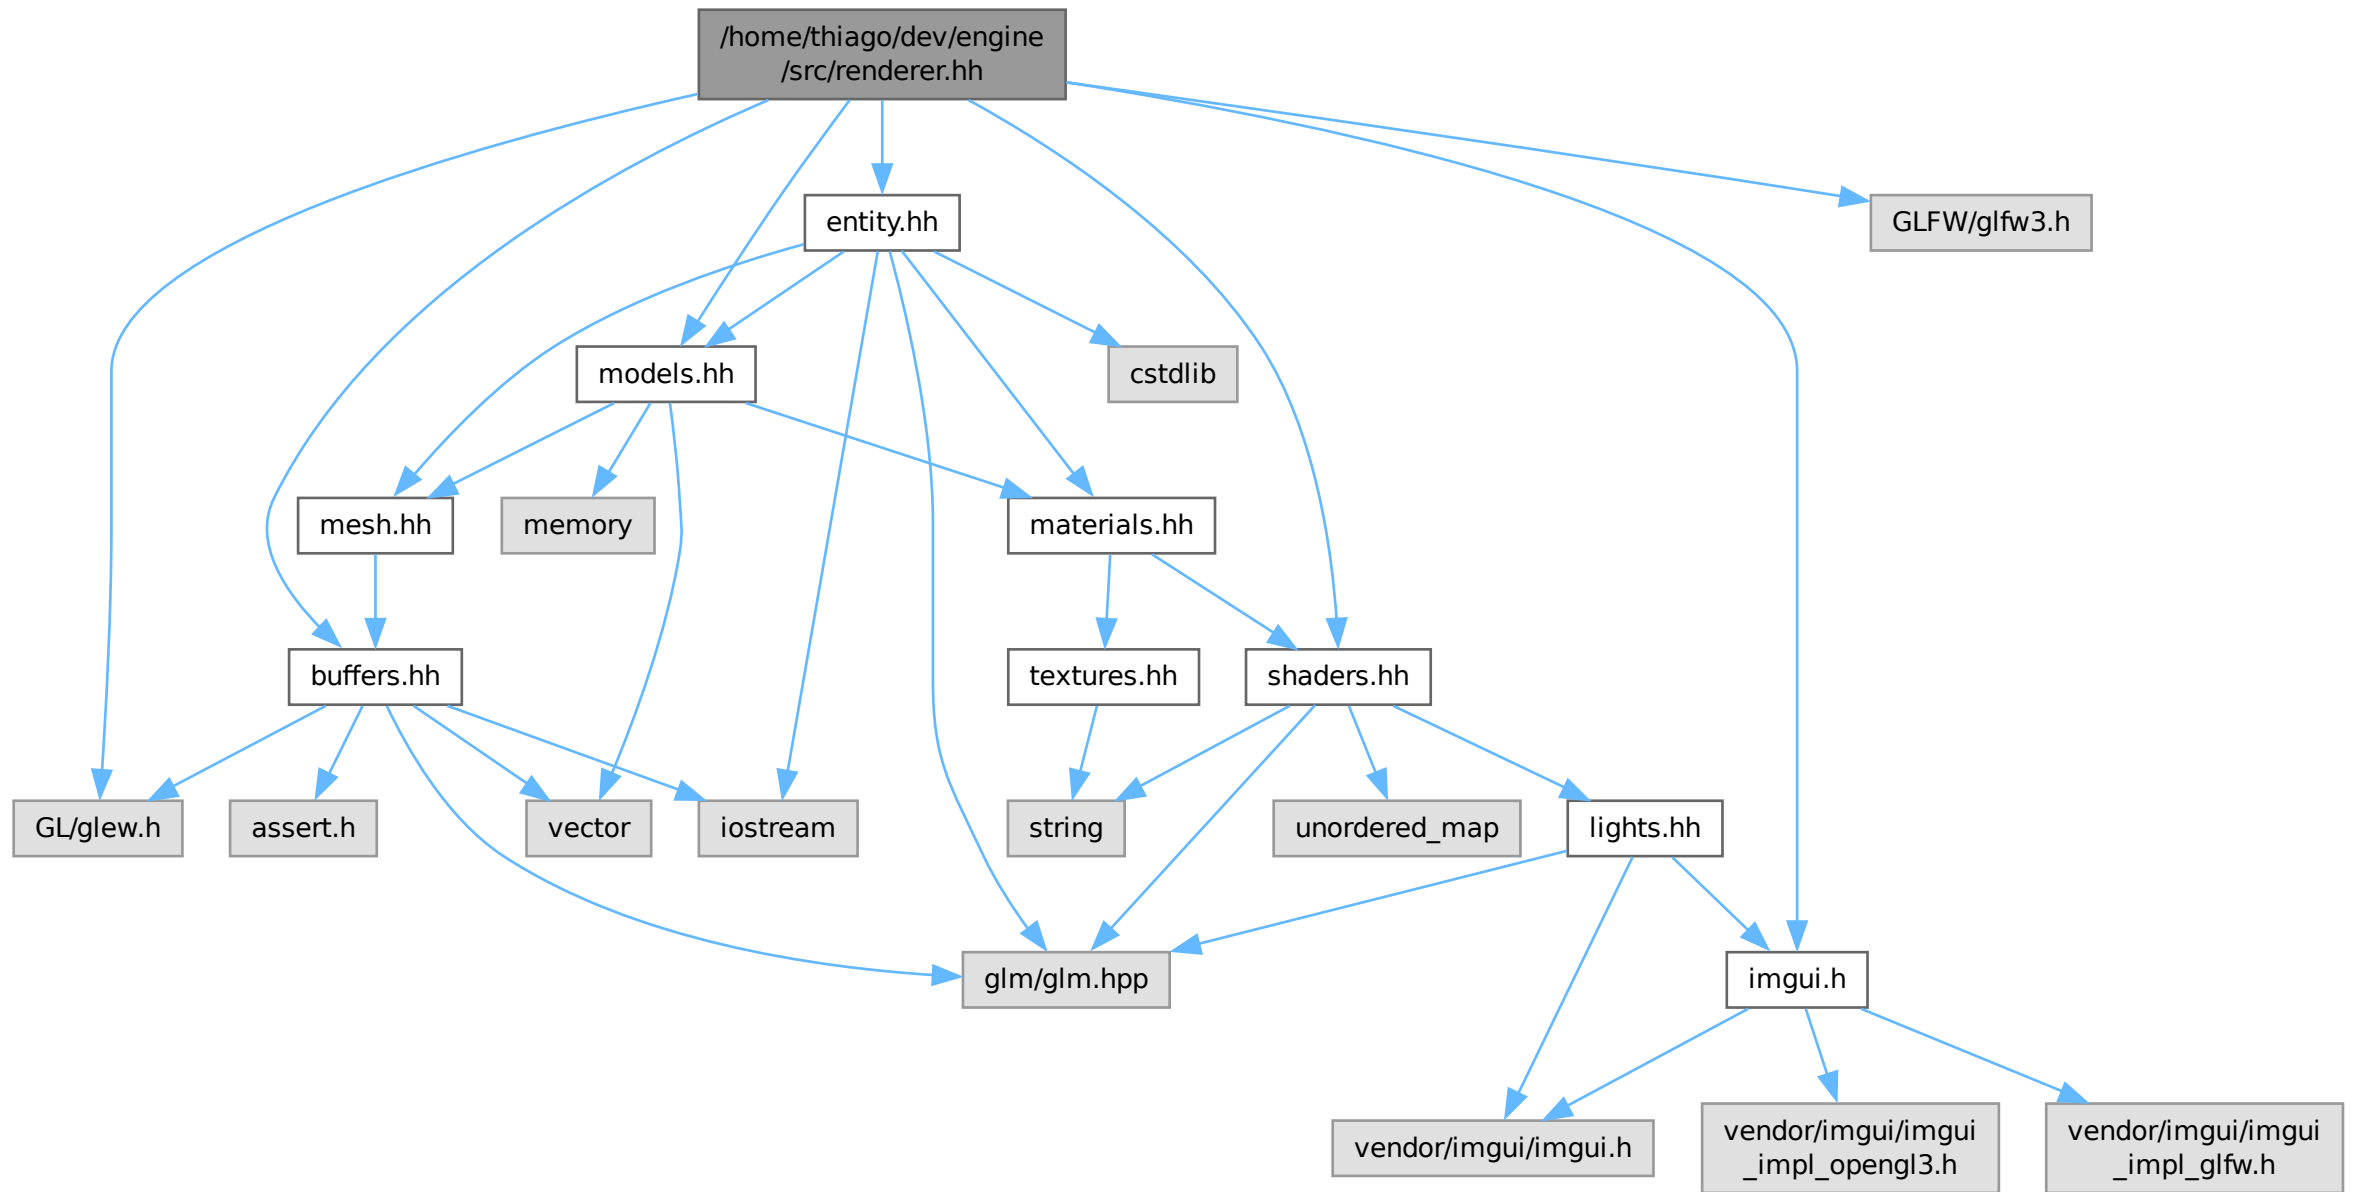 /home/thiago/dev/engine
/src/renderer.hh
entity.hh
GLFW/glfw3.h
models.hh
cstdlib
mesh.hh
memory
materials.hh
buffers.hh
textures.hh
shaders.hh
GL/glew.h
assert.h
vector
iostream
string
unordered_map
lights.hh
glm/glm.hpp
imgui.h
vendor/imgui/imgui.h
vendor/imgui/imgui
_impl_opengl3.h
vendor/imgui/imgui
_impl_glfw.h